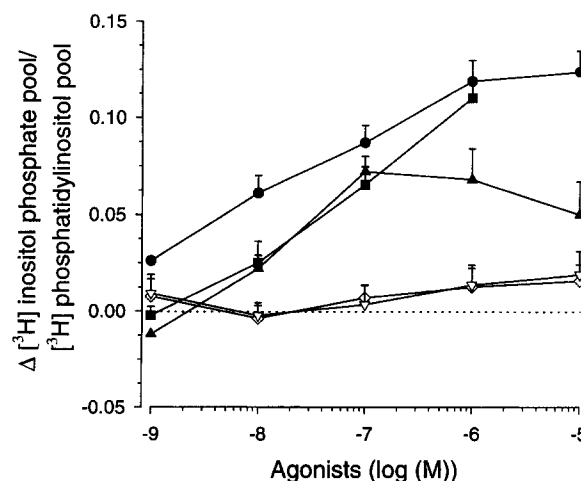 Δ [³H] inositol phosphate pool/
[³H] phosphatidylinositol pool
0.15
0.10
0.05
0.00
-0.05
-9 -8 -7 -6 -5
Agonists (log (M))